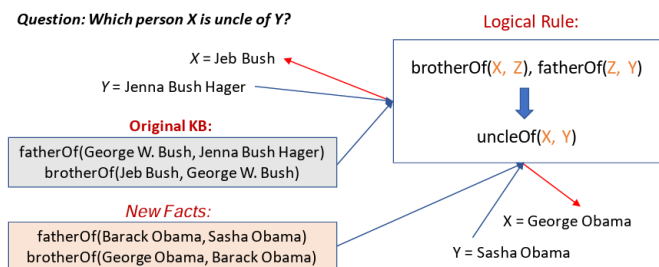 Question: Which person X is uncle of Y?
X = Jeb Bush
Y = Jenna Bush Hager
Original KB:
fatherOf(George W. Bush, Jenna Bush Hager)
brotherOf(Jeb Bush, George W. Bush)
New Facts:
fatherOf(Barack Obama, Sasha Obama)
brotherOf(George Obama, Barack Obama)
Logical Rule:
brotherOf(X, Z), fatherOf(Z, Y)
uncleOf(X, Y)
X = George Obama
Y = Sasha Obama